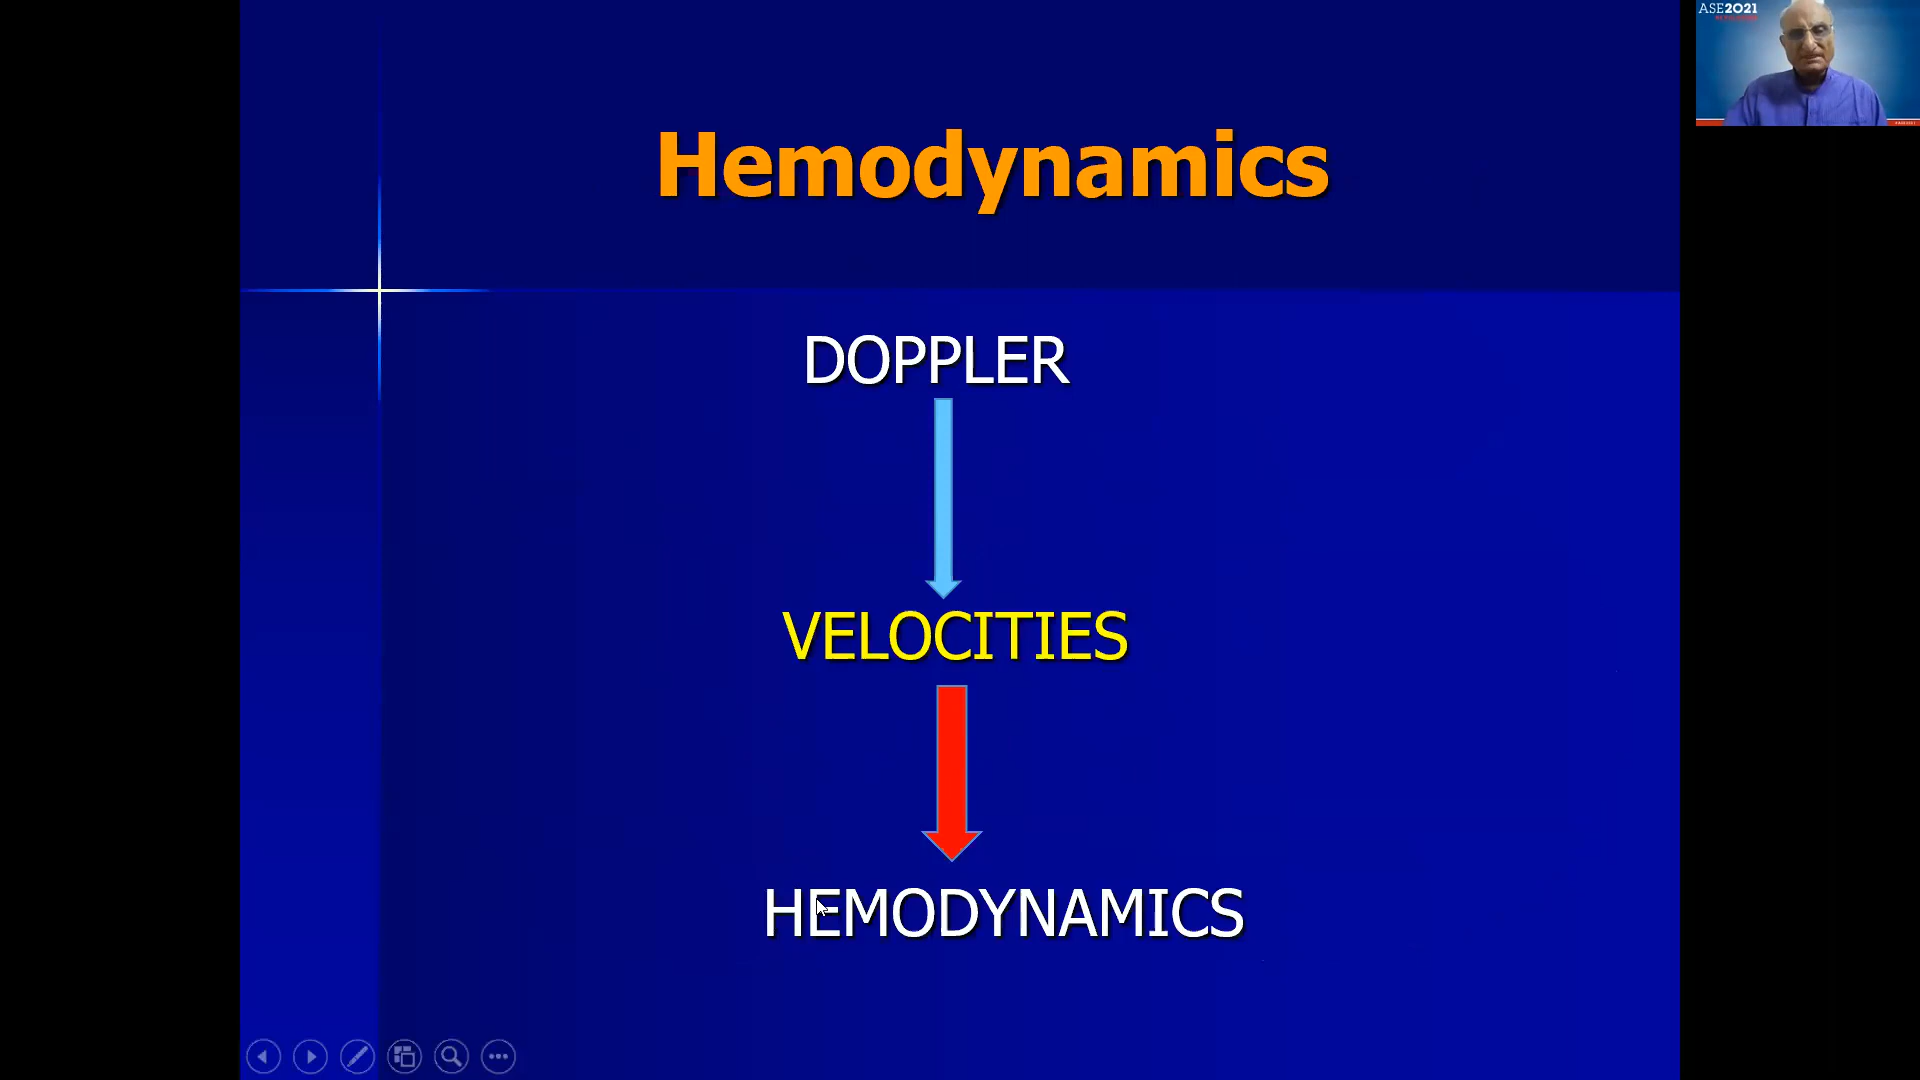 Hemodynamics
DOPPLER
VELOCITIES
HEMODYNAMICS
ASE2021